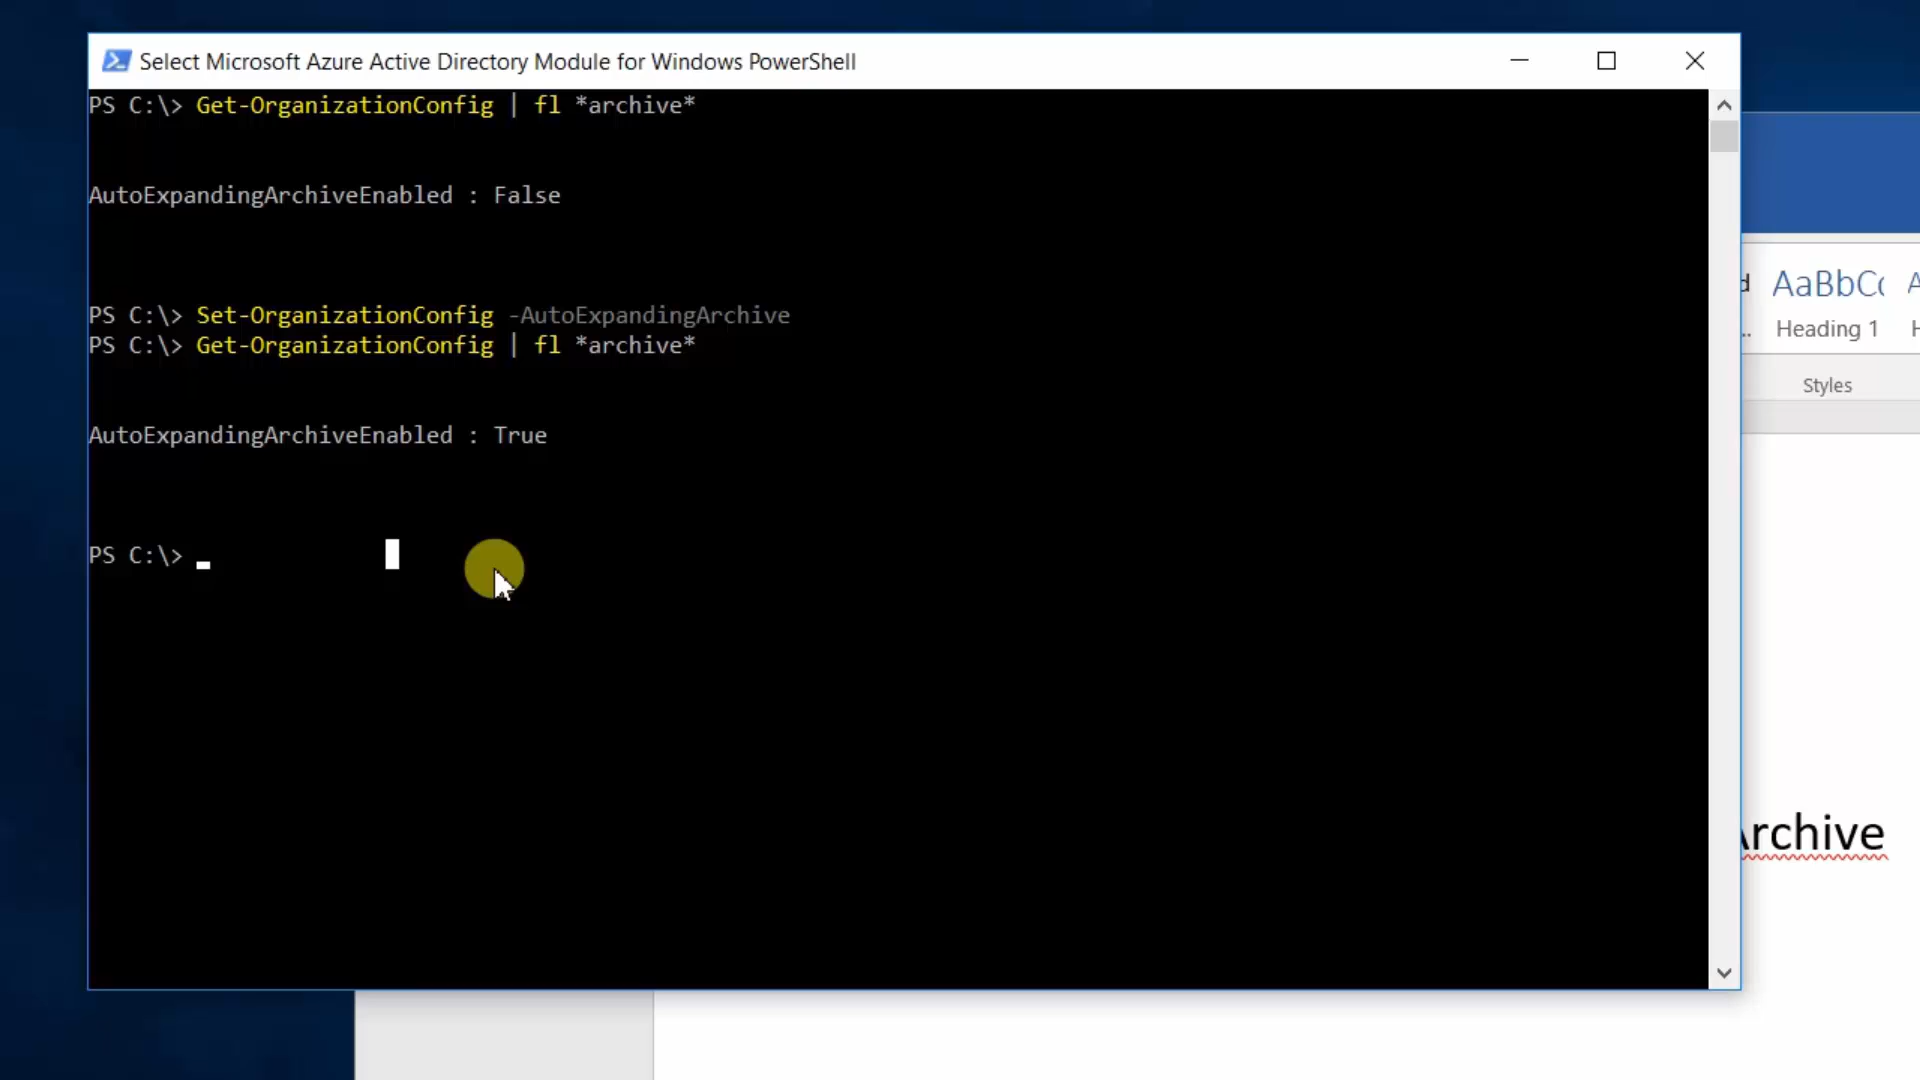 Select Microsoft Azure Active Directory Module for Windows PowerShell
PS C:\> Get-OrganizationConfig | fl *archive*
AutoExpandingArchiveEnabled : False
PS C:\> Set-OrganizationConfig -AutoExpandingArchive
PS C:\> Get-OrganizationConfig | fl *archive*
AutoExpandingArchiveEnabled : True
PS C:\>
AaBbC
Heading 1
Styles
Archive